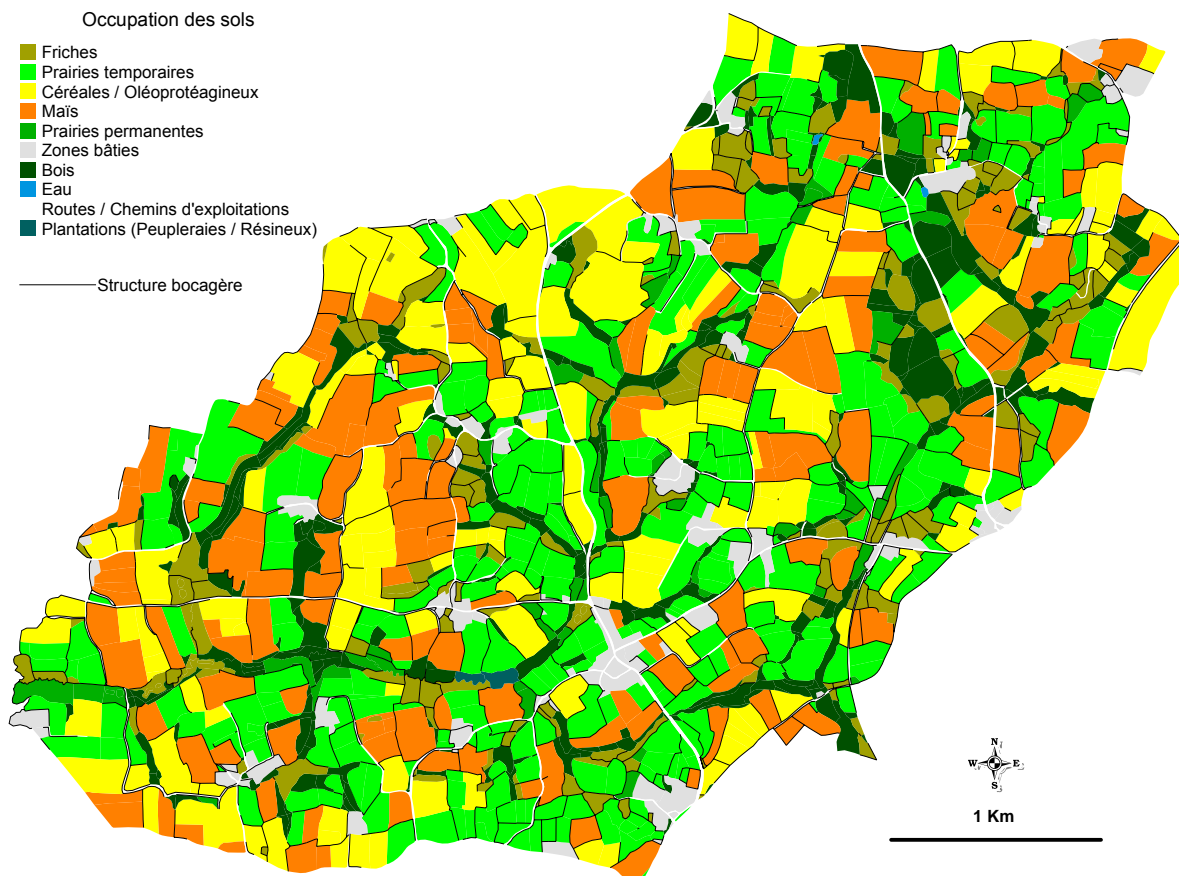 Occupation des sols
Friches
Prairies temporaires
Céréales / Oléoprotéagineux
Maïs
Prairies permanentes
Zones bâties
Bois
Eau
Routes / Chemins d'exploitations
Plantations (Peupleraies / Résineux)
Structure bocagère
N
W E
S
1 Km